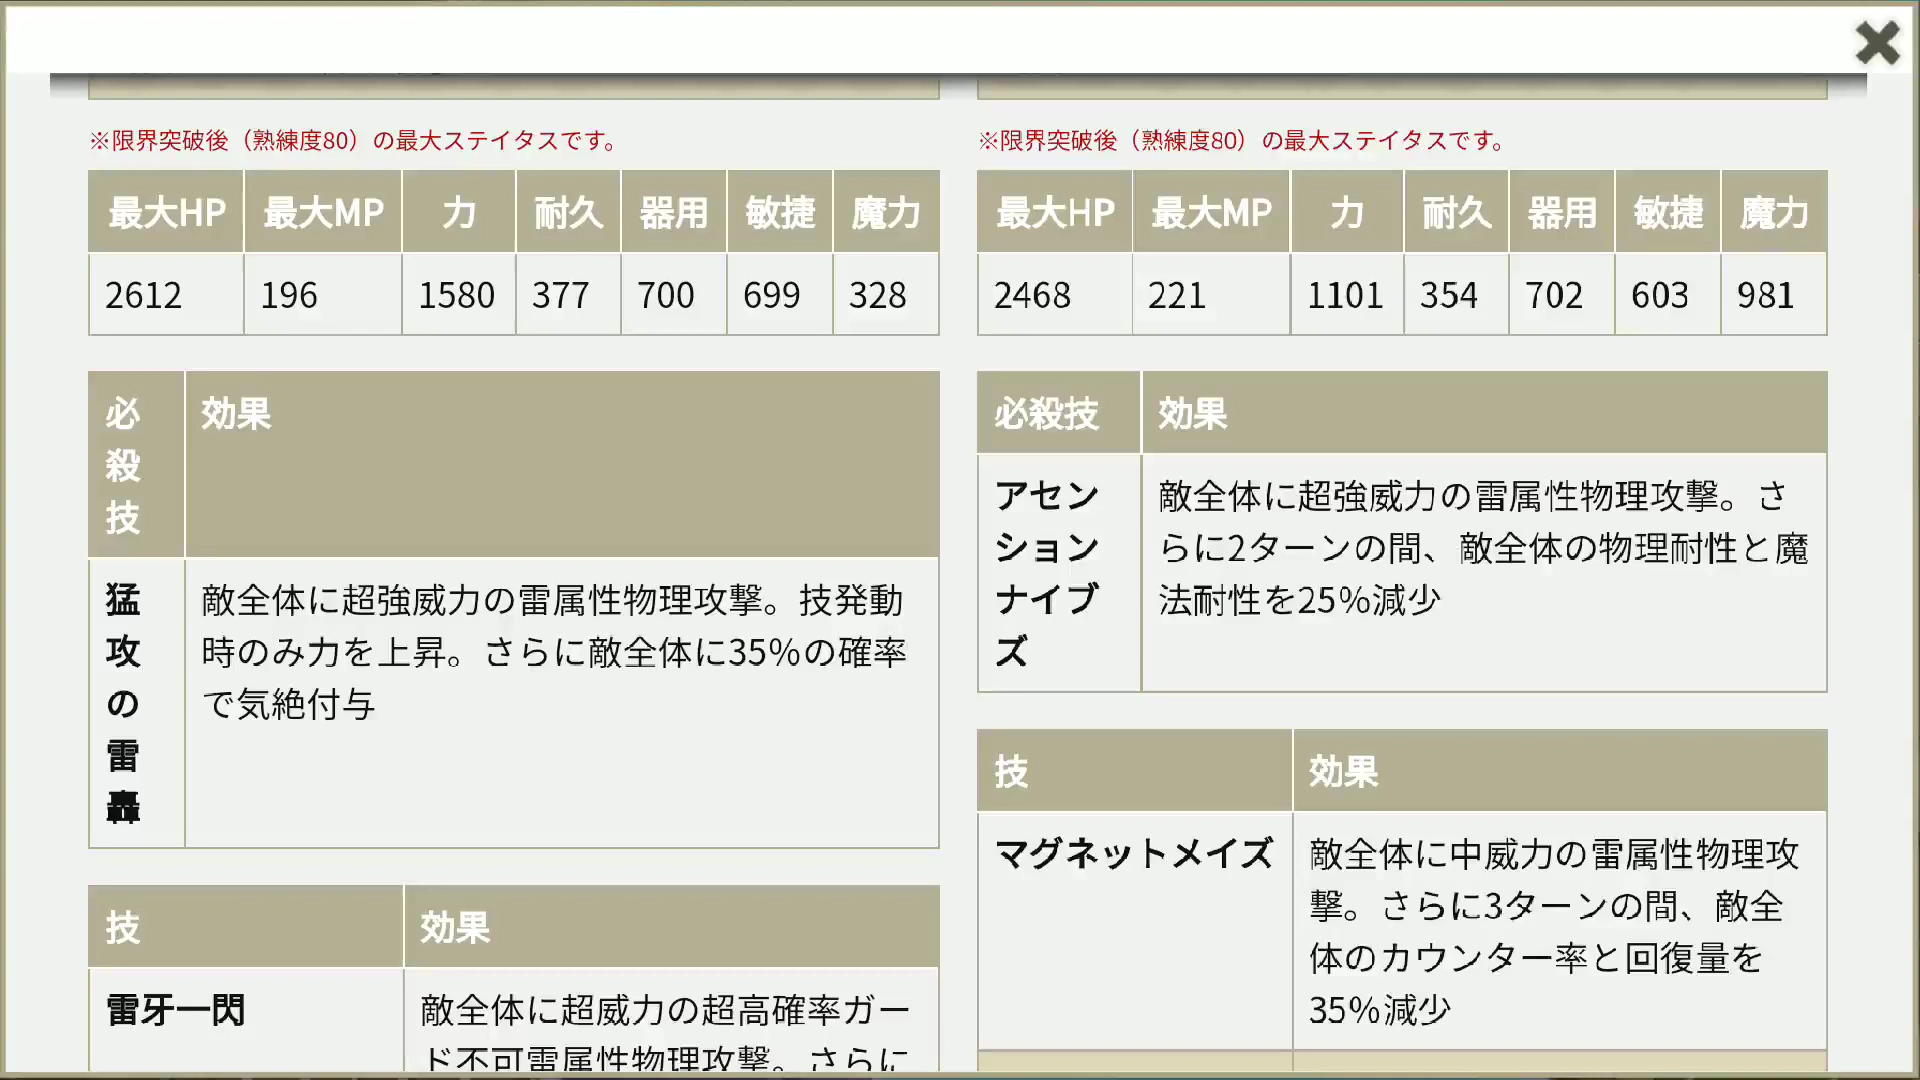 ※限界突破後（熟練度80）の最大ステイタスです。
最大HP 最大MP 力 耐久 器用 敏捷 魔力
2612 196 1580 377 700 699 328
必
殺
技
効果
猛
攻
の
雷
轟
敵全体に超強威力の雷属性物理攻撃。技発動
時のみ力を上昇。さらに敵全体に35%の確率
で気絶付与
技 効果
雷牙一閃
敵全体に超威力の超高確率ガー
ド不可雷属性物理攻撃。さらに
※限界突破後（熟練度80）の最大ステイタスです。
最大HP 最大MP 力 耐久 器用 敏捷 魔力
2468 221 1101 354 702 603 981
必殺技 効果
アセン
ション
ナイブ
ズ
敵全体に超強威力の雷属性物理攻撃。さ
らに2ターンの間、敵全体の物理耐性と魔
法耐性を25%減少
技 効果
マグネットメイズ
敵全体に中威力の雷属性物理攻
撃。さらに3ターンの間、敵全
体のカウンター率と回復量を
35%減少